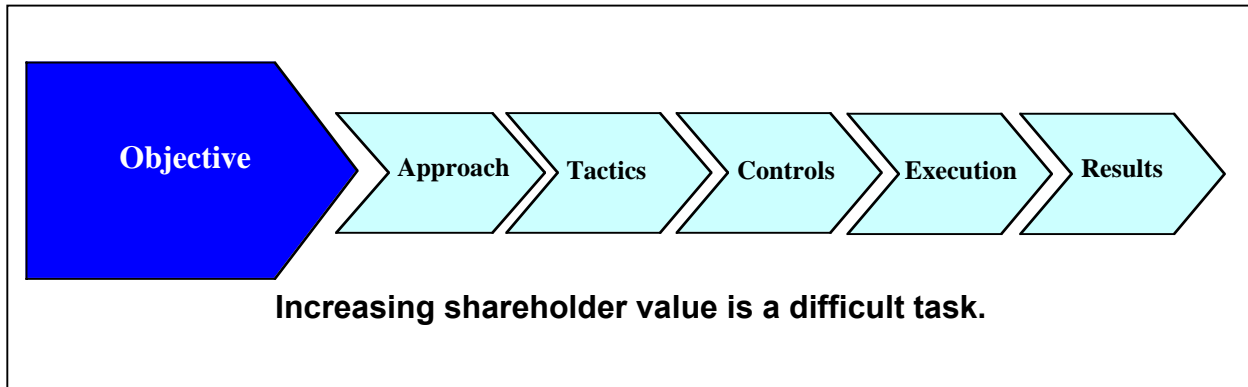 Objective
Approach
Tactics
Controls
Execution
Results
Increasing shareholder value is a difficult task.